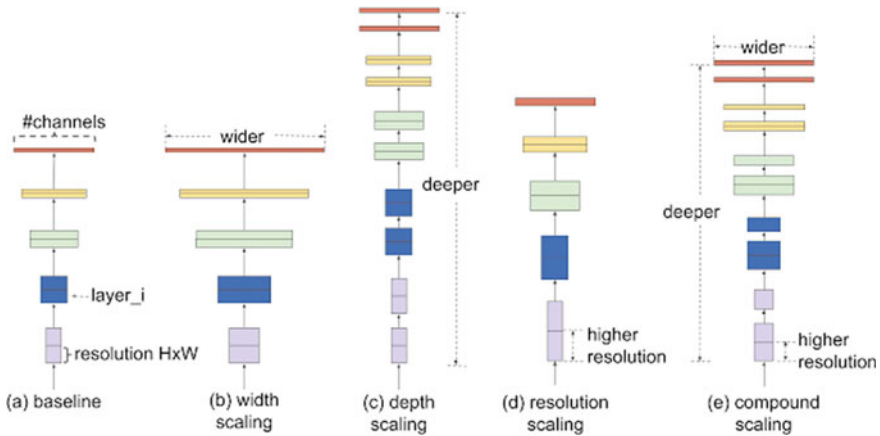 #channels
layer_i
resolution HxW
(a) baseline
wider
(b) width
scaling
deeper
(c) depth
scaling
higher
resolution
(d) resolution
scaling
wider
deeper
higher
resolution
(e) compound
scaling